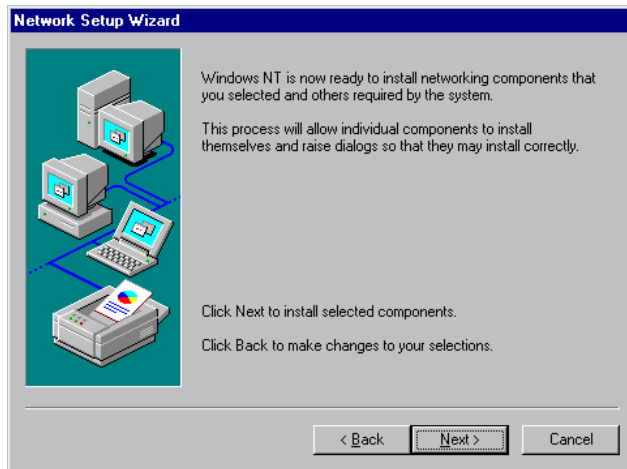 Network Setup Wizard
Windows NT is now ready to install networking components that
you selected and others required by the system.
This process will allow individual components to install
themselves and raise dialogs so that they may install correctly.
Click Next to install selected components.
Click Back to make changes to your selections.
< Back
Next >
Cancel